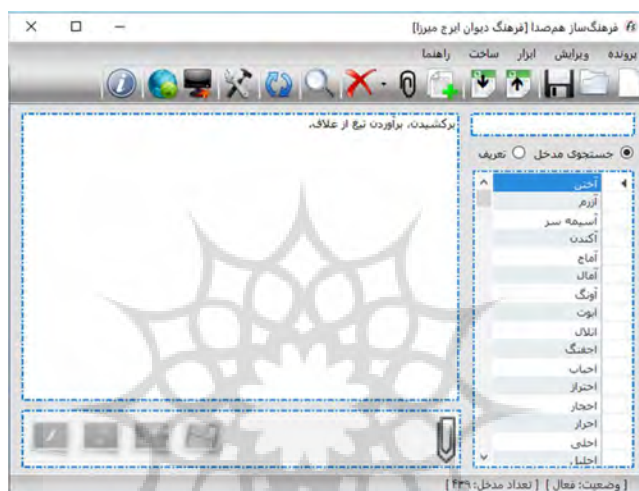 فرهنگ‌ساز هم‌صدا [فرهنگ دیوان ایرج میرزا]
پرونده ویرایش ابزار ساخت راهنما
برکشیدن، برآوردن تیغ از غلاف.
جستجوی مدخل تعریف
آختن
آزرم
آسیمه سر
آکندن
آماج
آمال
آونگ
ابوت
اتلال
اجفنگ
احباب
احتراز
احجار
احرار
احلی
احلیل
[ وضعیت: فعال ] [ تعداد مدخل: ۴۳۹ ]